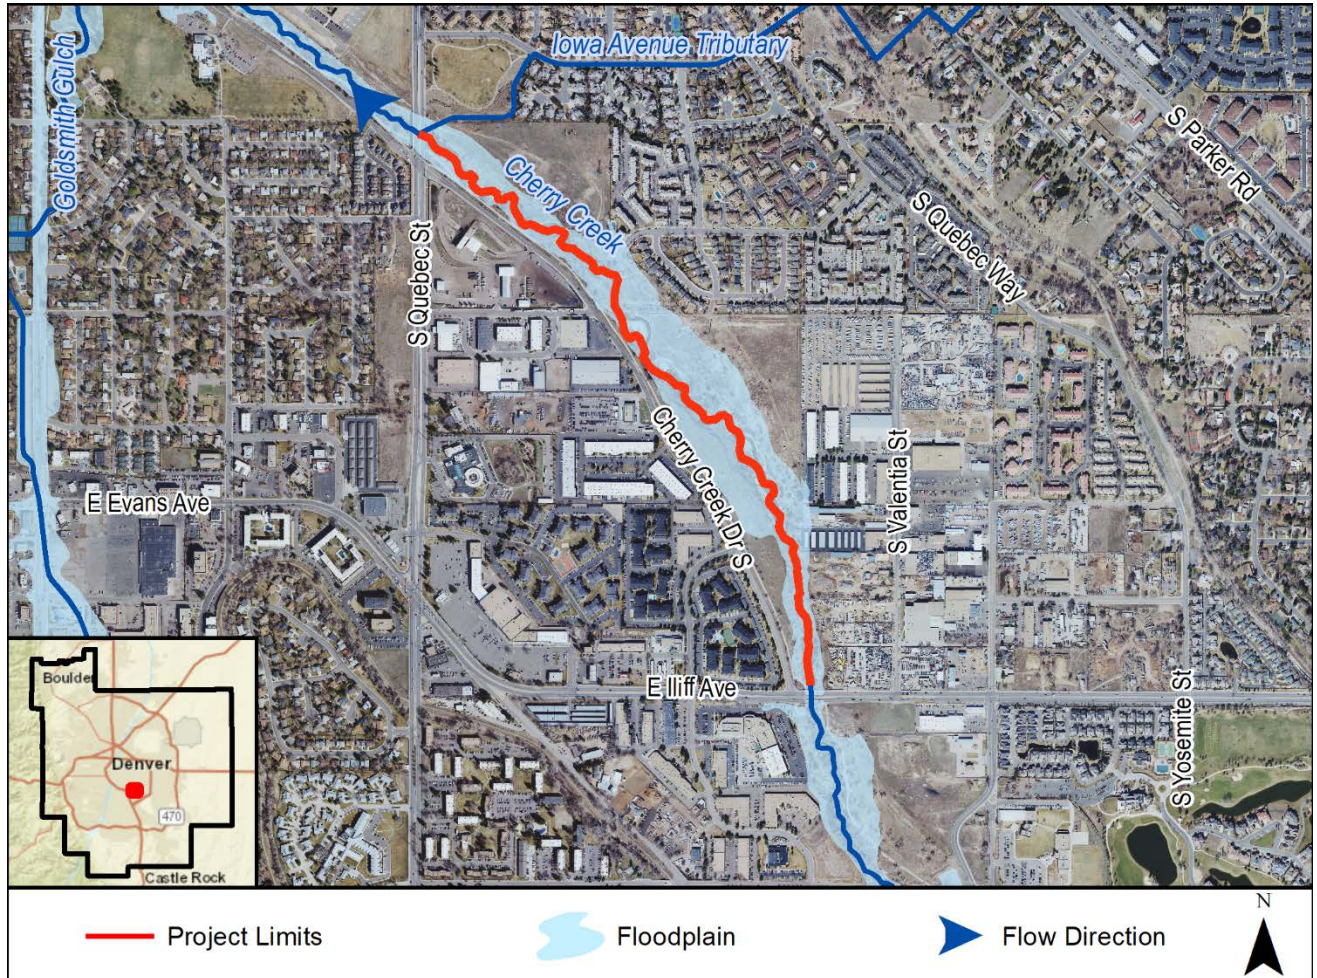 Iowa Avenue Tributary
Goldsmith Gulch
S Parker Rd
Cherry Creek
S Quebec Way
S Quebec St
Cherry Creek Dr S
S Valentia St
E Evans Ave
E Iliff Ave
S Yosemite St
Boulder
Denver
470
Castle Rock
Project Limits
Floodplain
Flow Direction
N